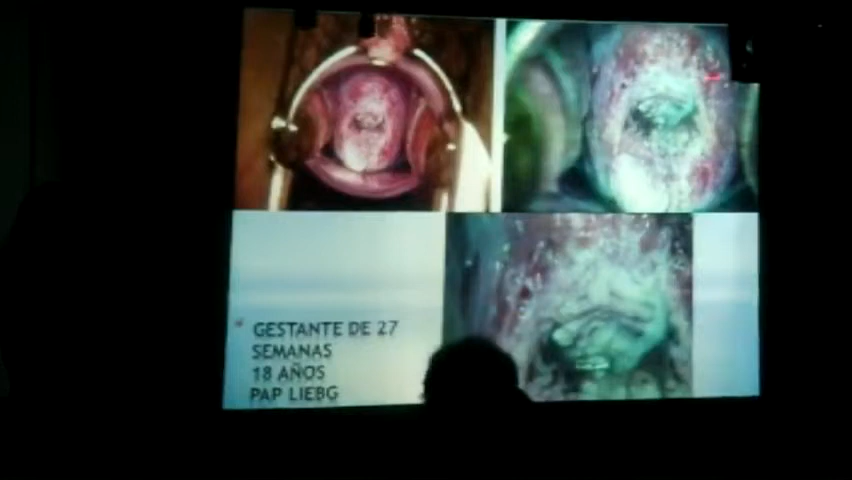 GESTANTE DE 27
SEMANAS
18 AÑOS
PAP LIEBG